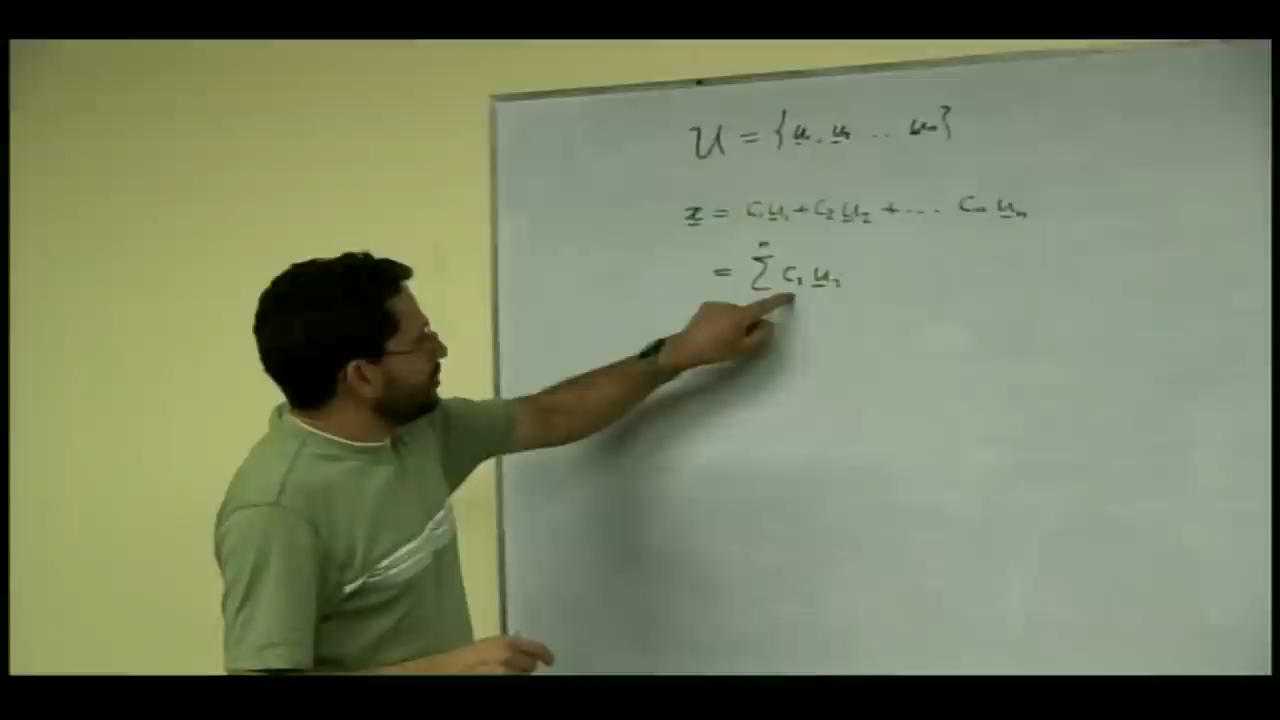 U = {u₁, u₂ ... uₙ}
x = c₁u₁ + c₂u₂ + ... cₙuₙ
= ∑ⁿ cᵢuᵢ